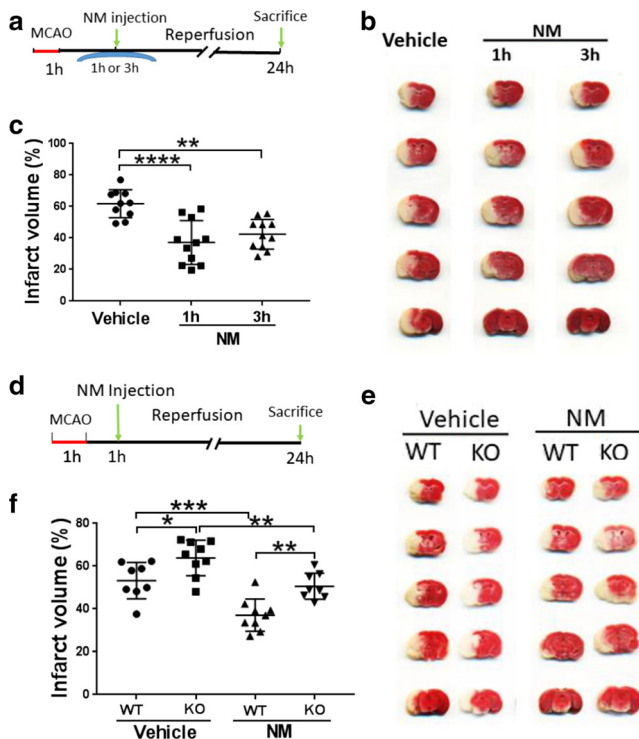 a
MCAO NM injection Reperfusion Sacrifice
1h 1h or 3h 24h
b
Vehicle NM
1h 3h
c
Infarct volume (%)
100
80
60
40
20
0
**
****
Vehicle 1h 3h
NM
d
NM Injection
MCAO Reperfusion Sacrifice
1h 1h 24h
e
Vehicle NM
WT KO WT KO
f
Infarct volume (%)
80
60
40
20
0
***
* **
**
WT KO WT KO
Vehicle NM